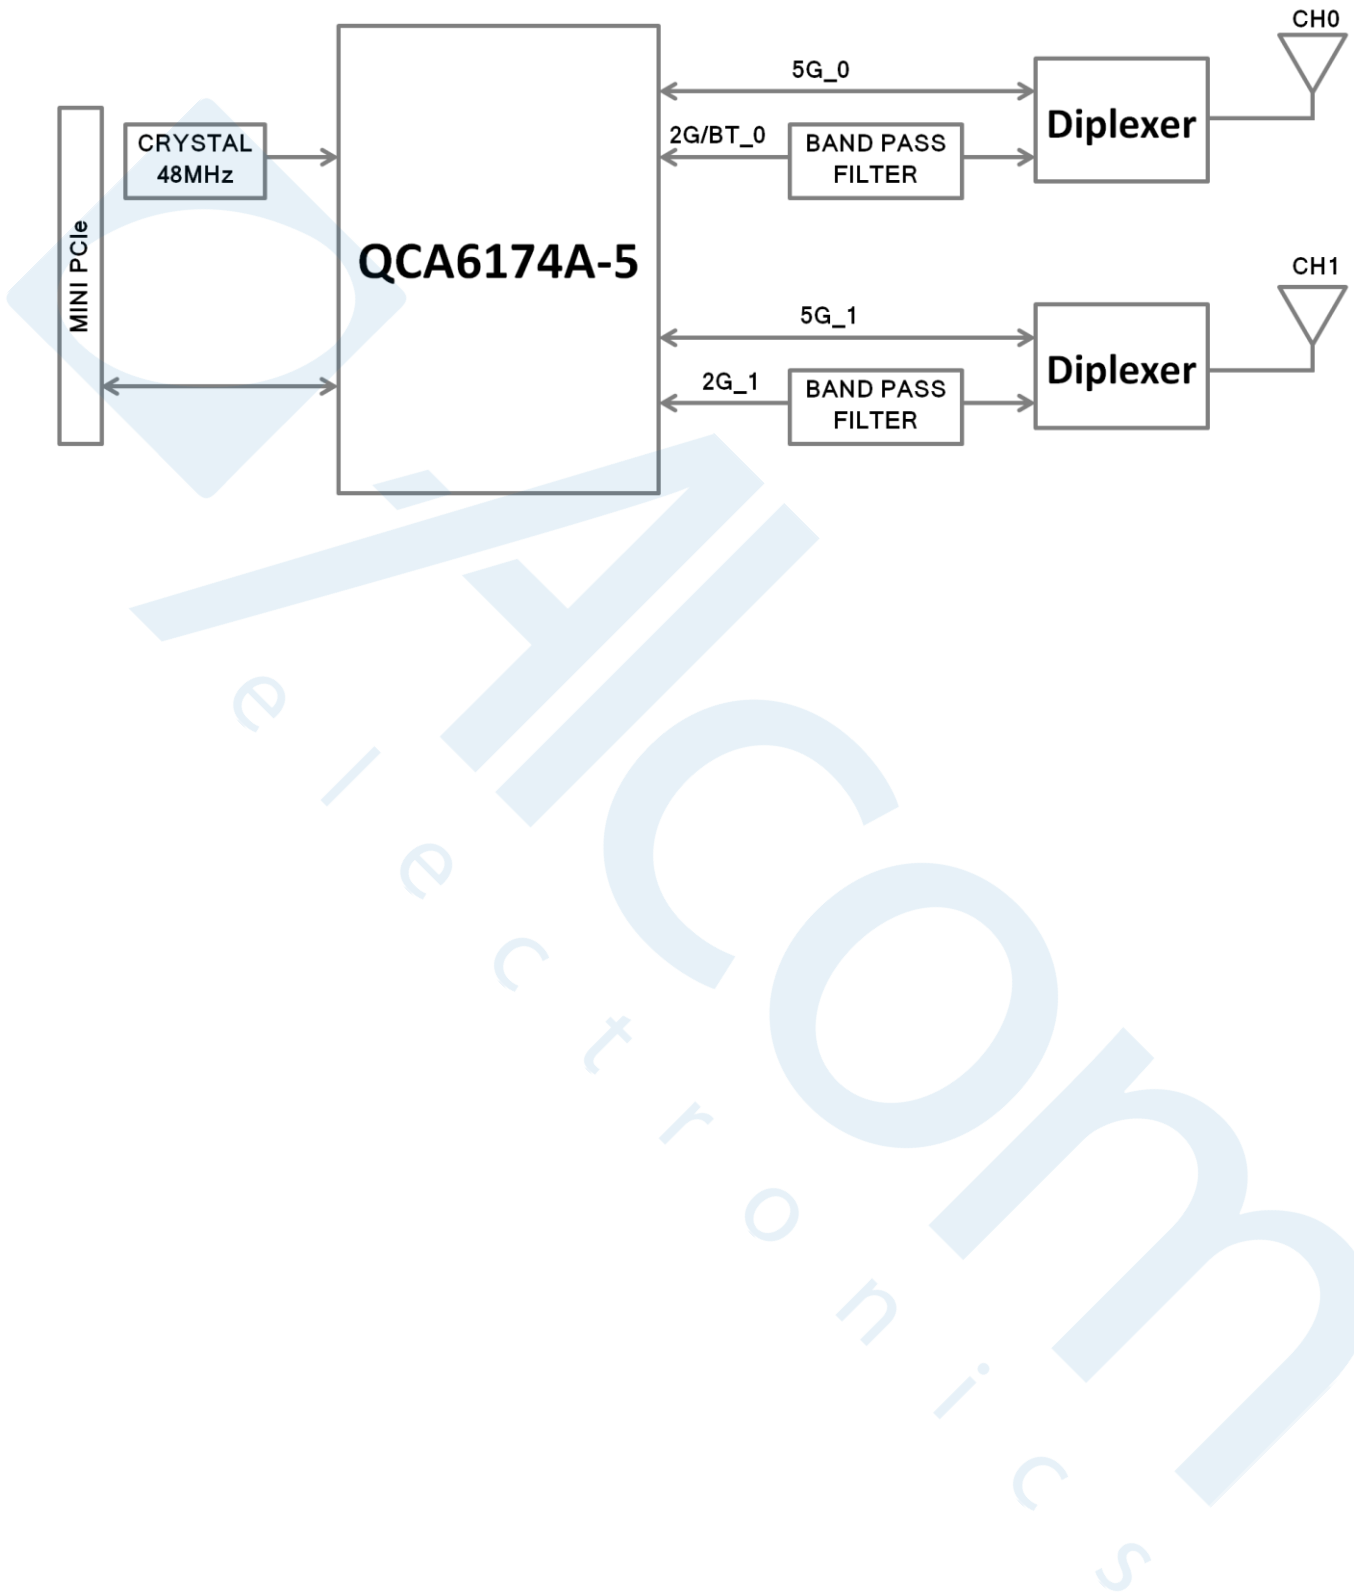 CH0
5G_0
Diplexer
2G/BT_0
BAND PASS
FILTER
CRYSTAL
48MHz
MINI PCIe
QCA6174A-5
CH1
5G_1
Diplexer
2G_1
BAND PASS
FILTER
VAlCom
electronics